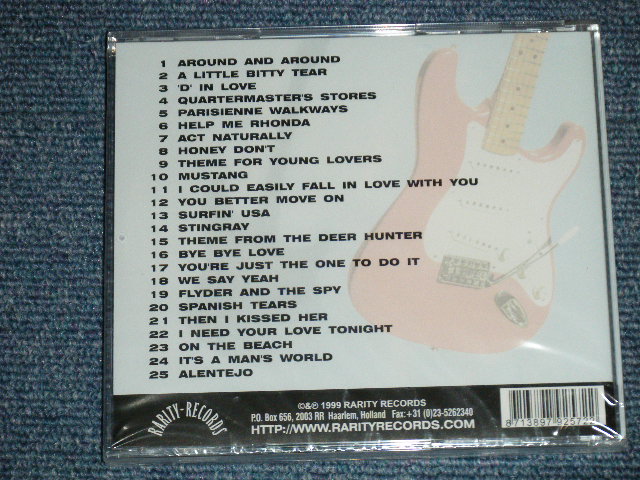 1 AROUND AND AROUND
2 A LITTLE BITTY TEAR
3 'D' IN LOVE
4 QUARTERMASTER'S STORES
5 PARISIENNE WALKWAYS
6 HELP ME RHONDA
7 ACT NATURALLY
8 HONEY DON'T
9 THEME FOR YOUNG LOVERS
10 MUSTANG
11 I COULD EASILY FALL IN LOVE WITH YOU
12 YOU BETTER MOVE ON
13 SURFIN' USA
14 STINGRAY
15 THEME FROM THE DEER HUNTER
16 BYE BYE LOVE
17 YOU'RE JUST THE ONE TO DO IT
18 WE SAY YEAH
19 FLYDER AND THE SPY
20 SPANISH TEARS
21 THEN I KISSED HER
22 I NEED YOUR LOVE TONIGHT
23 ON THE BEACH
24 IT'S A MAN'S WORLD
25 ALENTEJO
RARITY-RECORDS
©&℗ 1999 RARITY RECORDS
P.O. Box 656, 2003 RR Haarlem, Holland Fax:+31 (0)23-5262340
HTTP://WWW.RARITYRECORDS.COM